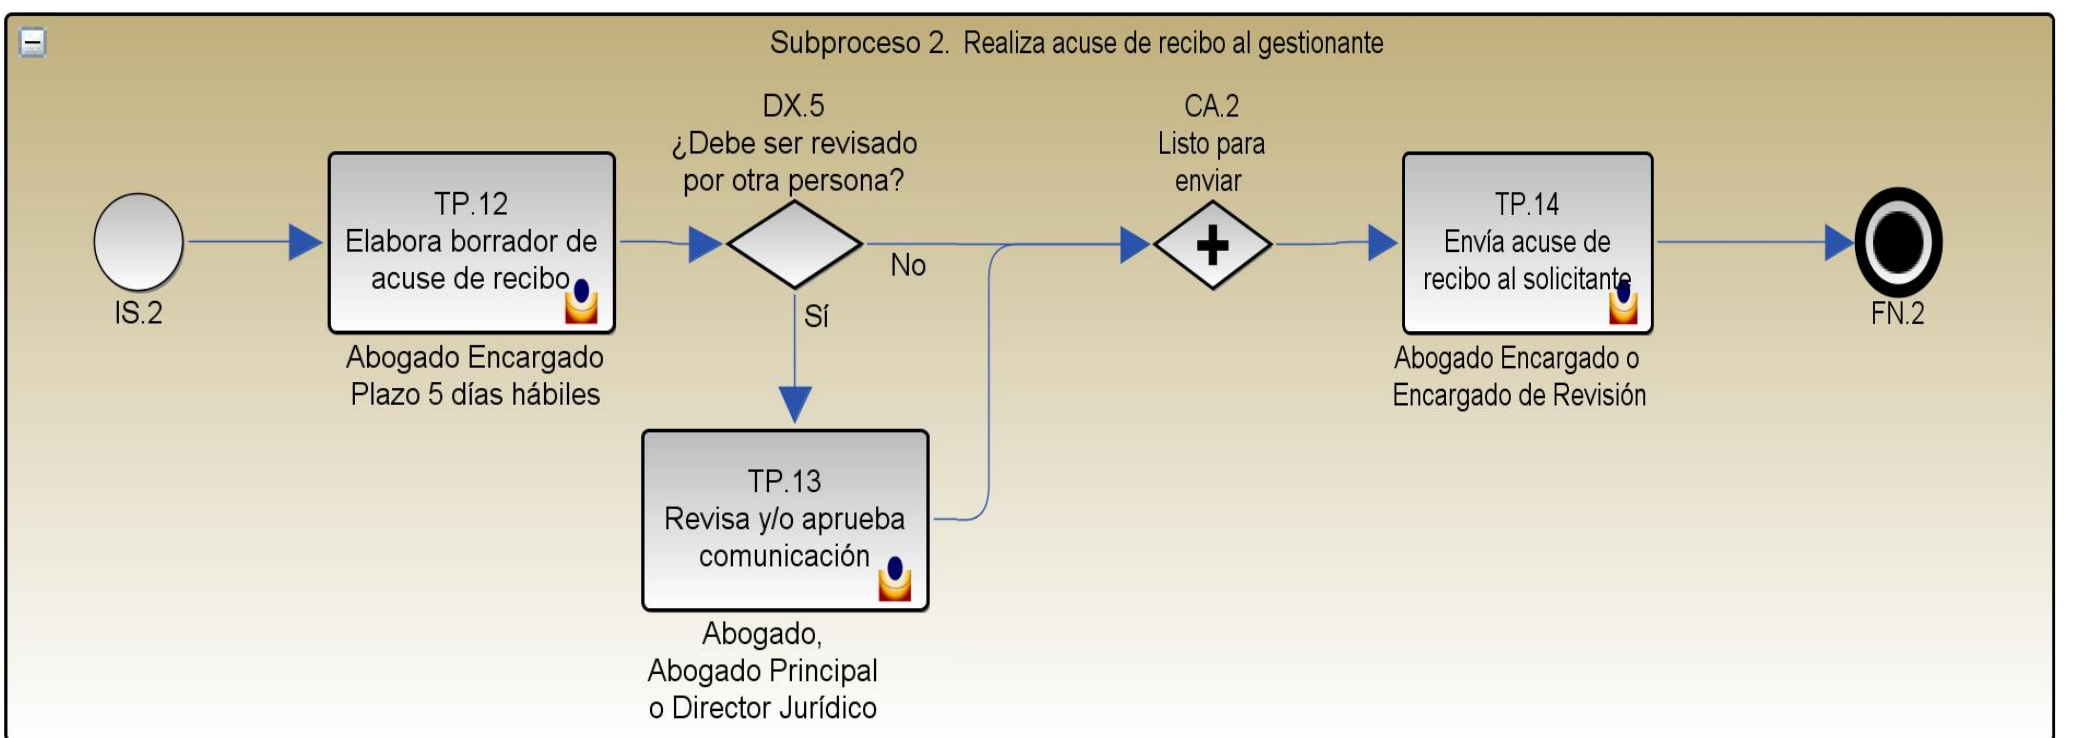 Subproceso 2. Realiza acuse de recibo al gestionante
IS.2
TP.12
Elabora borrador de
acuse de recibo
Abogado Encargado
Plazo 5 días hábiles
DX.5
¿Debe ser revisado
por otra persona?
No
Sí
TP.13
Revisa y/o aprueba
comunicación
Abogado,
Abogado Principal
o Director Jurídico
CA.2
Listo para
enviar
TP.14
Envía acuse de
recibo al solicitante
Abogado Encargado o
Encargado de Revisión
FN.2